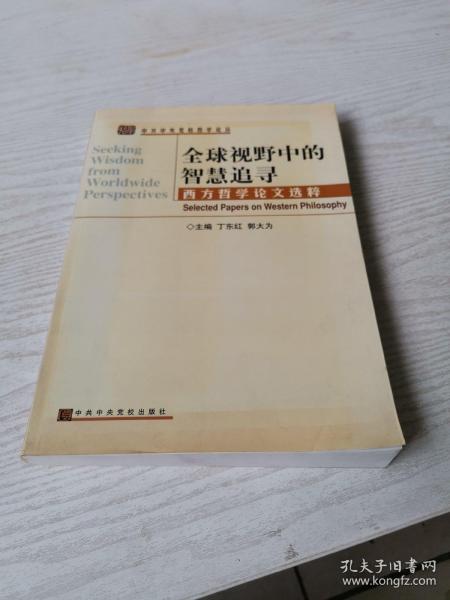 中共中央党校哲学论丛
Seeking
Wisdom
from
Worldwide
Perspectives
全球视野中的
智慧追寻
西方哲学论文选粹
Selected Papers on Western Philosophy
◇主编 丁东红 郭大为
中共中央党校出版社
孔夫子旧书网
www.kongfz.com